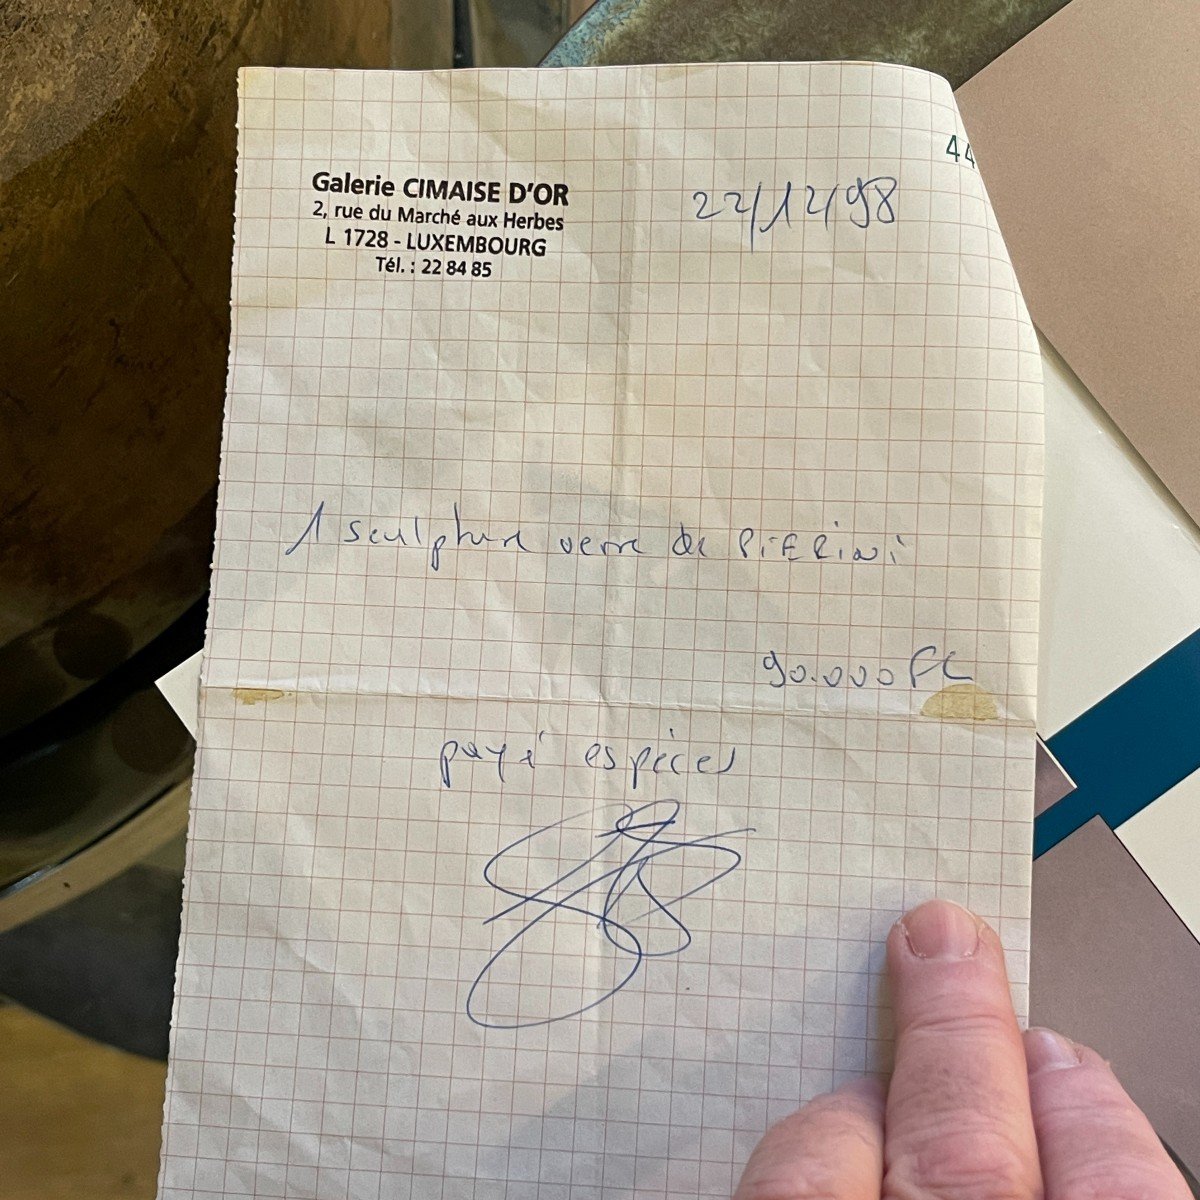 44
Galerie CIMAISE D'OR
2, rue du Marché aux Herbes
L 1728 - LUXEMBOURG
Tél. : 22 84 85
22/12/98
1 sculpture verre de PiERiNi
90.000 FL
payé espèces